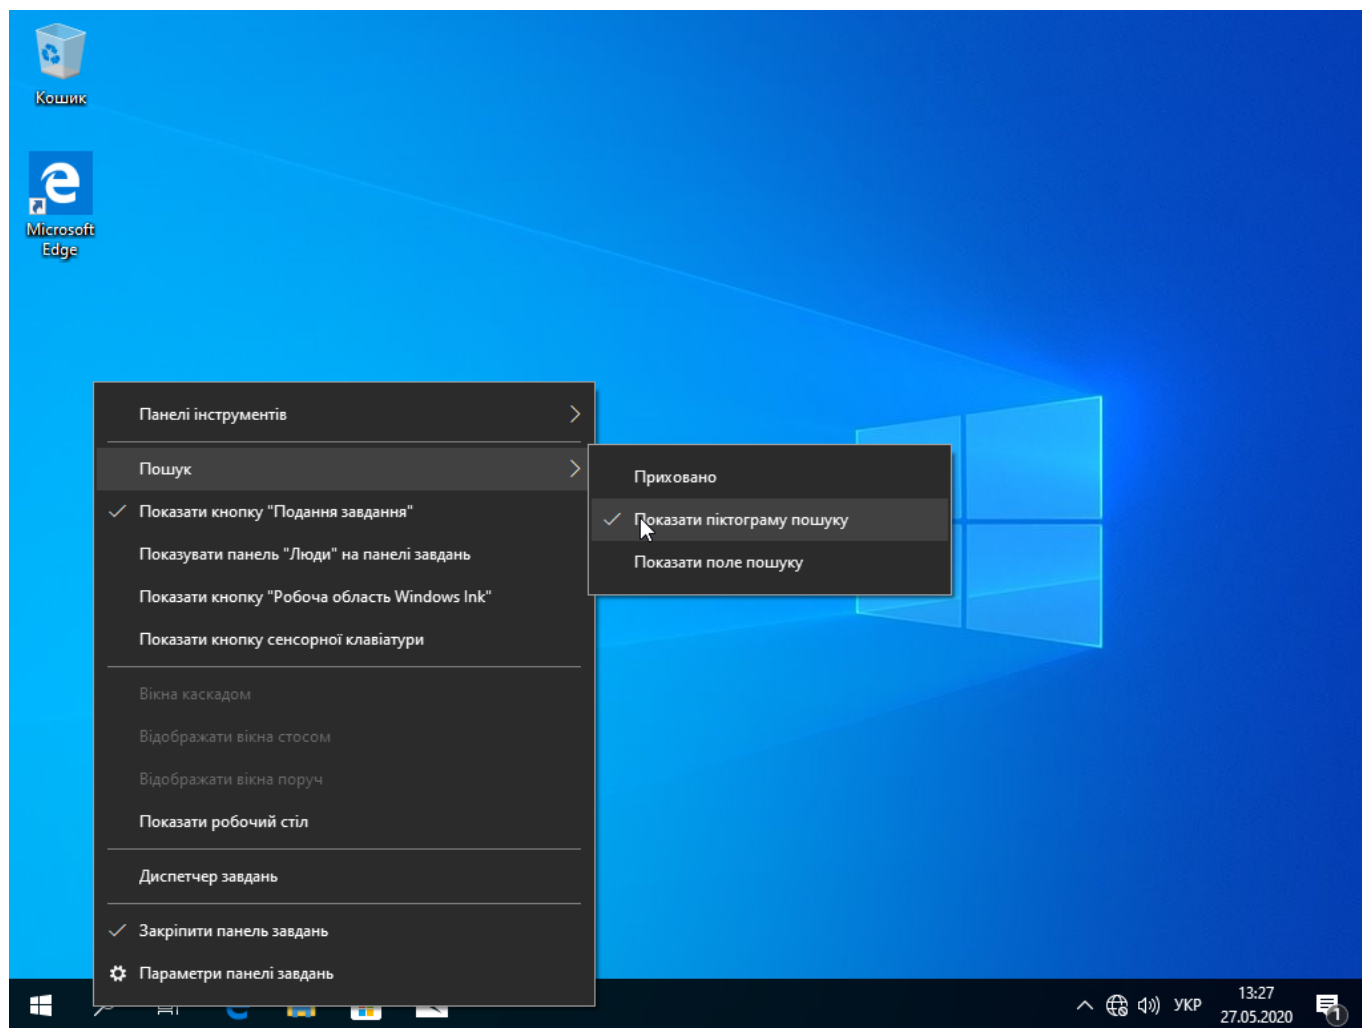 Кошик
Microsoft
Edge
Панелі інструментів
Пошук
Показати кнопку "Подання завдання"
Показувати панель "Люди" на панелі завдань
Показати кнопку "Робоча область Windows Ink"
Показати кнопку сенсорної клавіатури
Вікна каскадом
Відображати вікна стосом
Відображати вікна поруч
Показати робочий стіл
Диспетчер завдань
Закріпити панель завдань
Параметри панелі завдань
Приховано
Показати піктограму пошуку
Показати поле пошуку
УКР
13:27
27.05.2020
1